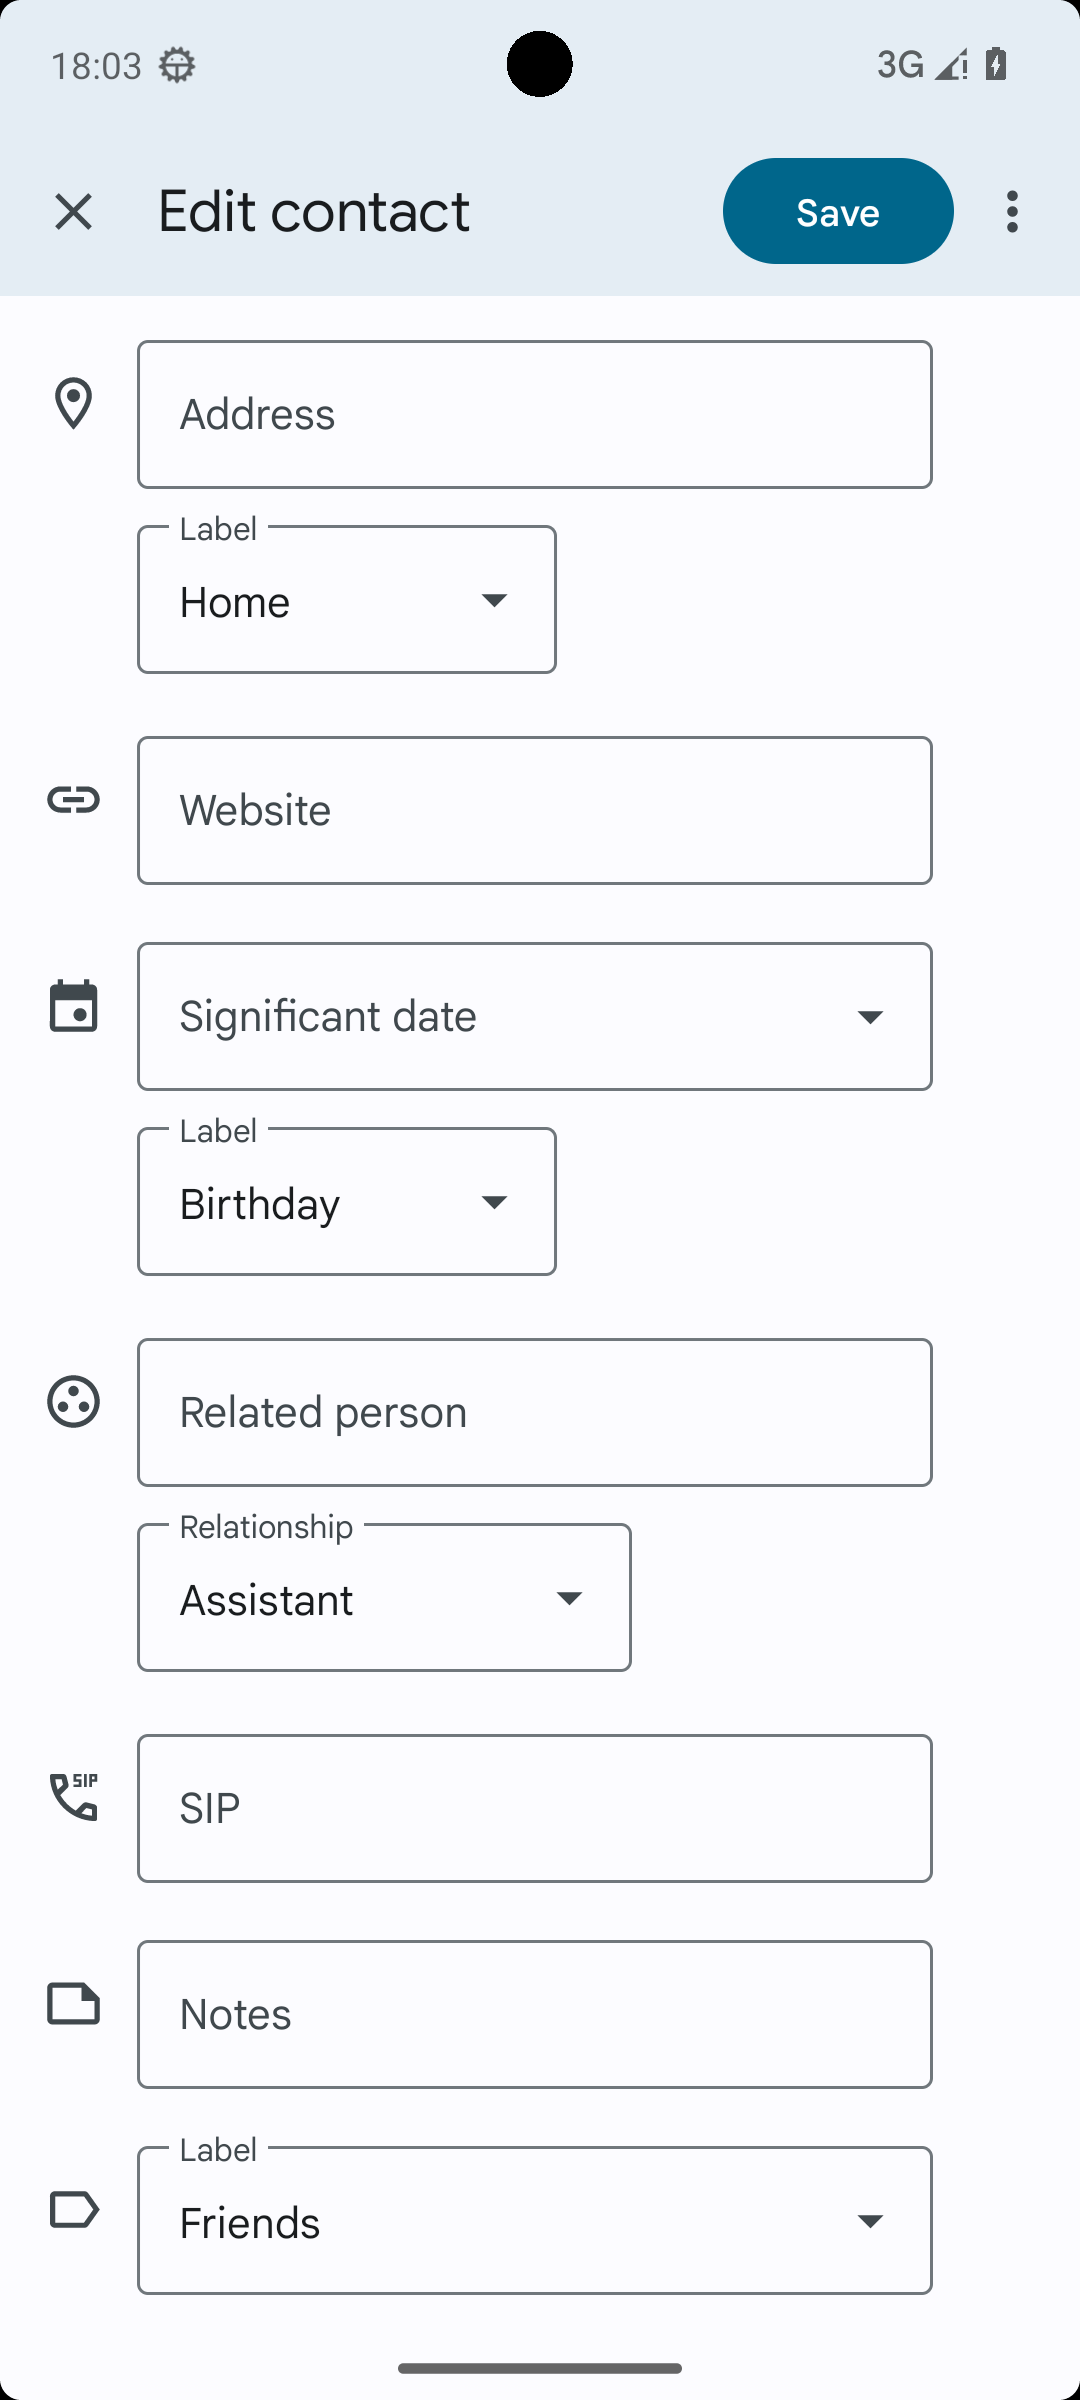 18:03
3G
Edit contact
Save
Address
Label
Home
Website
Significant date
Label
Birthday
Related person
Relationship
Assistant
SIP
SIP
Notes
Label
Friends